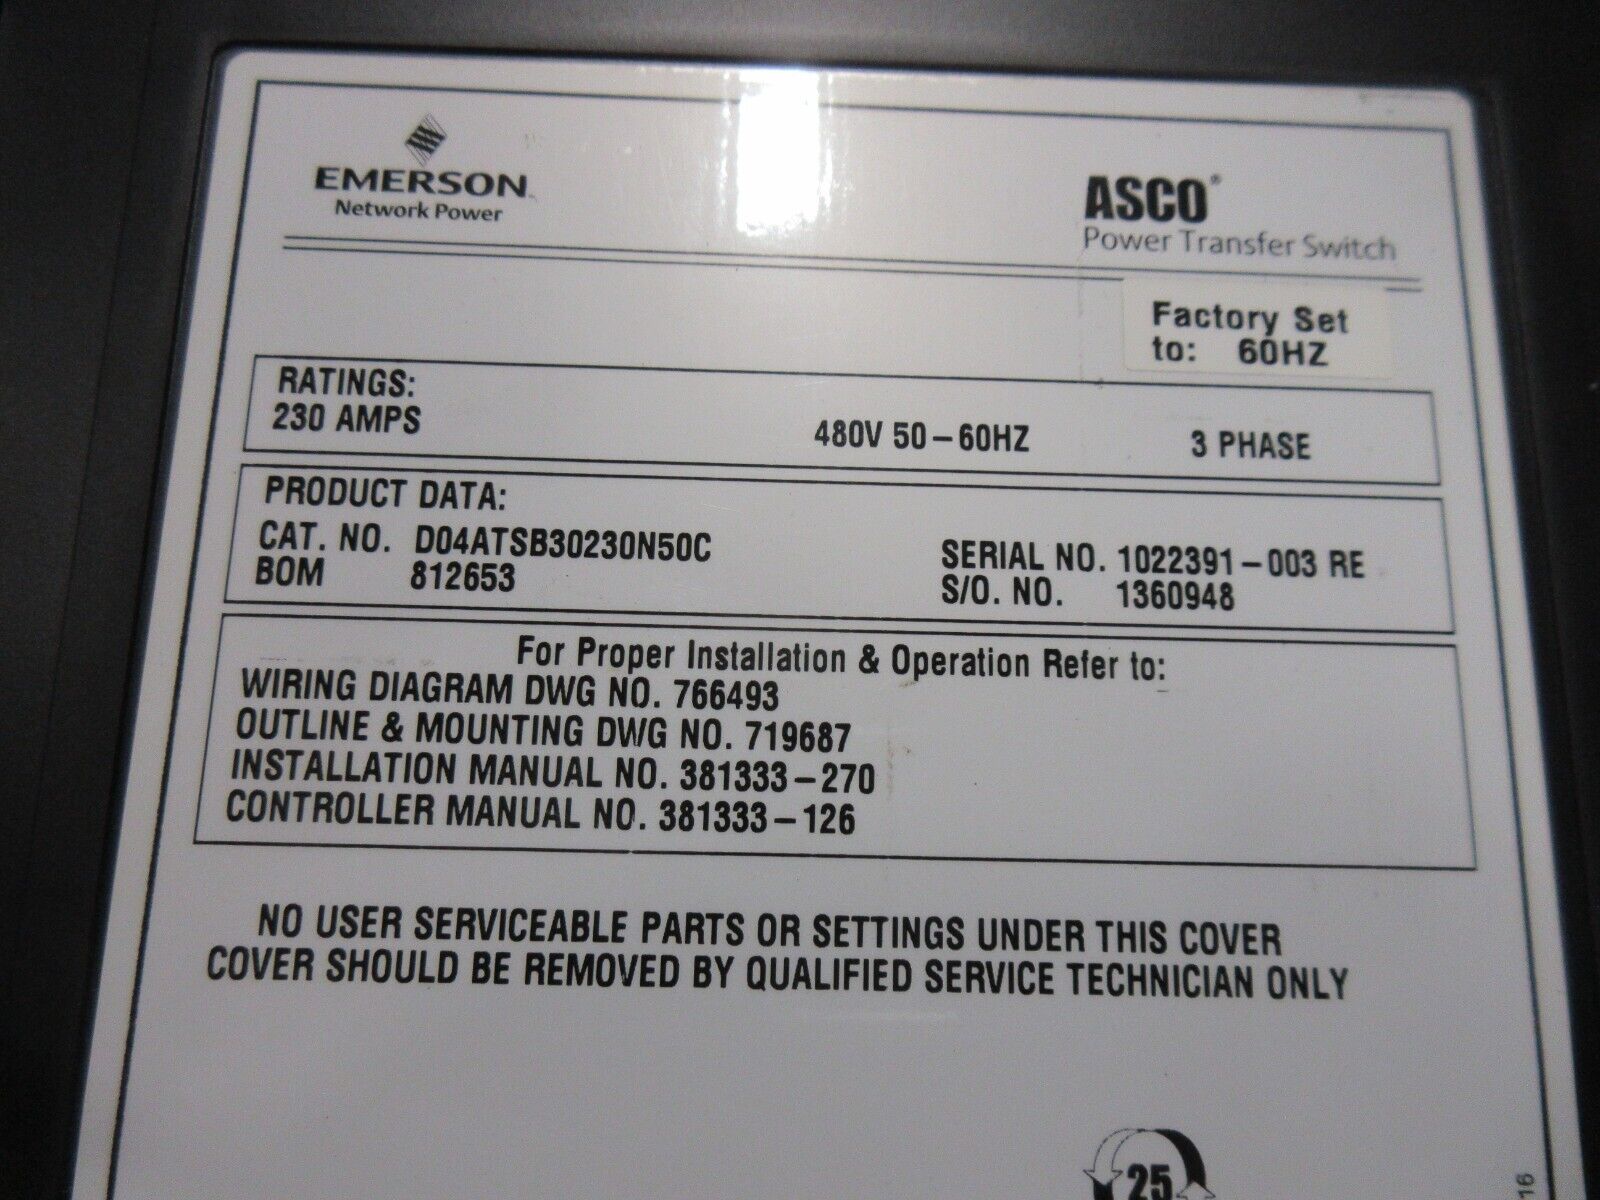 EMERSON
Network Power
ASCO®
Power Transfer Switch
Factory Set
to: 60HZ
RATINGS:
230 AMPS 480V 50-60HZ 3 PHASE
PRODUCT DATA:
CAT. NO. D04ATSB30230N50C SERIAL NO. 1022391-003 RE
BOM 812653 S/O. NO. 1360948
For Proper Installation & Operation Refer to:
WIRING DIAGRAM DWG NO. 766493
OUTLINE & MOUNTING DWG NO. 719687
INSTALLATION MANUAL NO. 381333-270
CONTROLLER MANUAL NO. 381333-126
NO USER SERVICEABLE PARTS OR SETTINGS UNDER THIS COVER
COVER SHOULD BE REMOVED BY QUALIFIED SERVICE TECHNICIAN ONLY
25